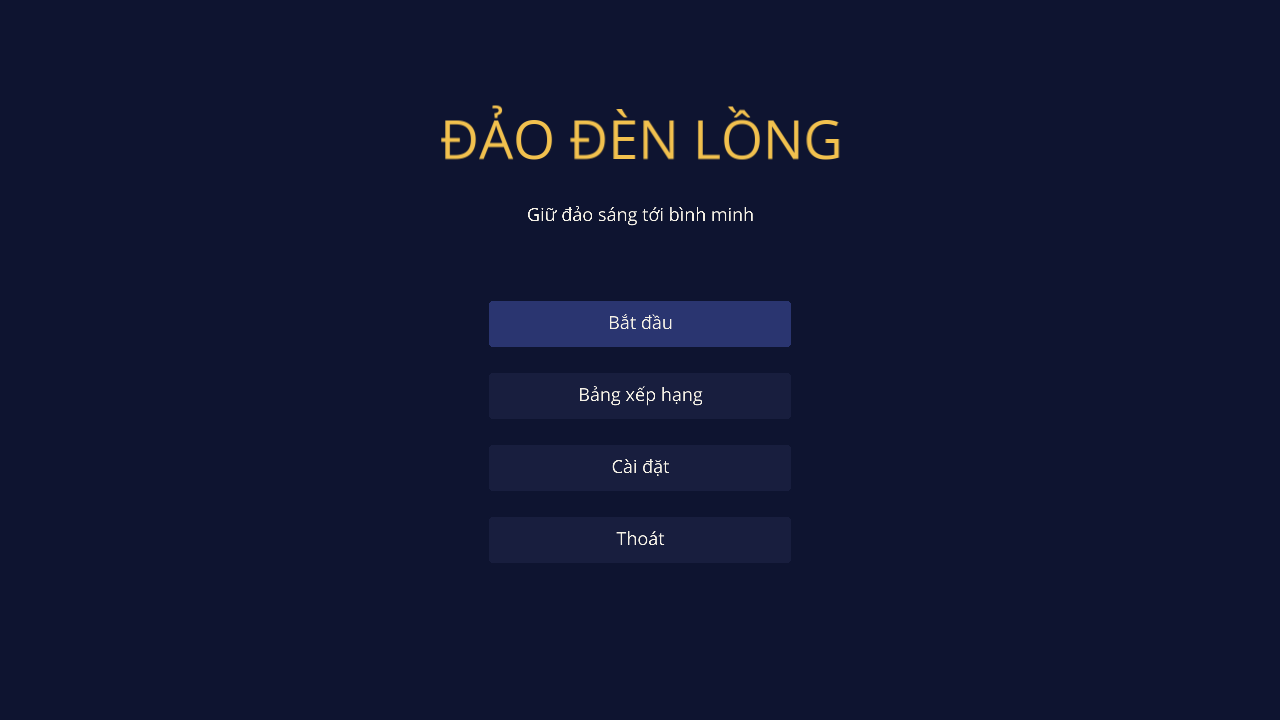 ĐẢO ĐÈN LỒNG
Giữ đảo sáng tới bình minh
Bắt đầu
Bảng xếp hạng
Cài đặt
Thoát